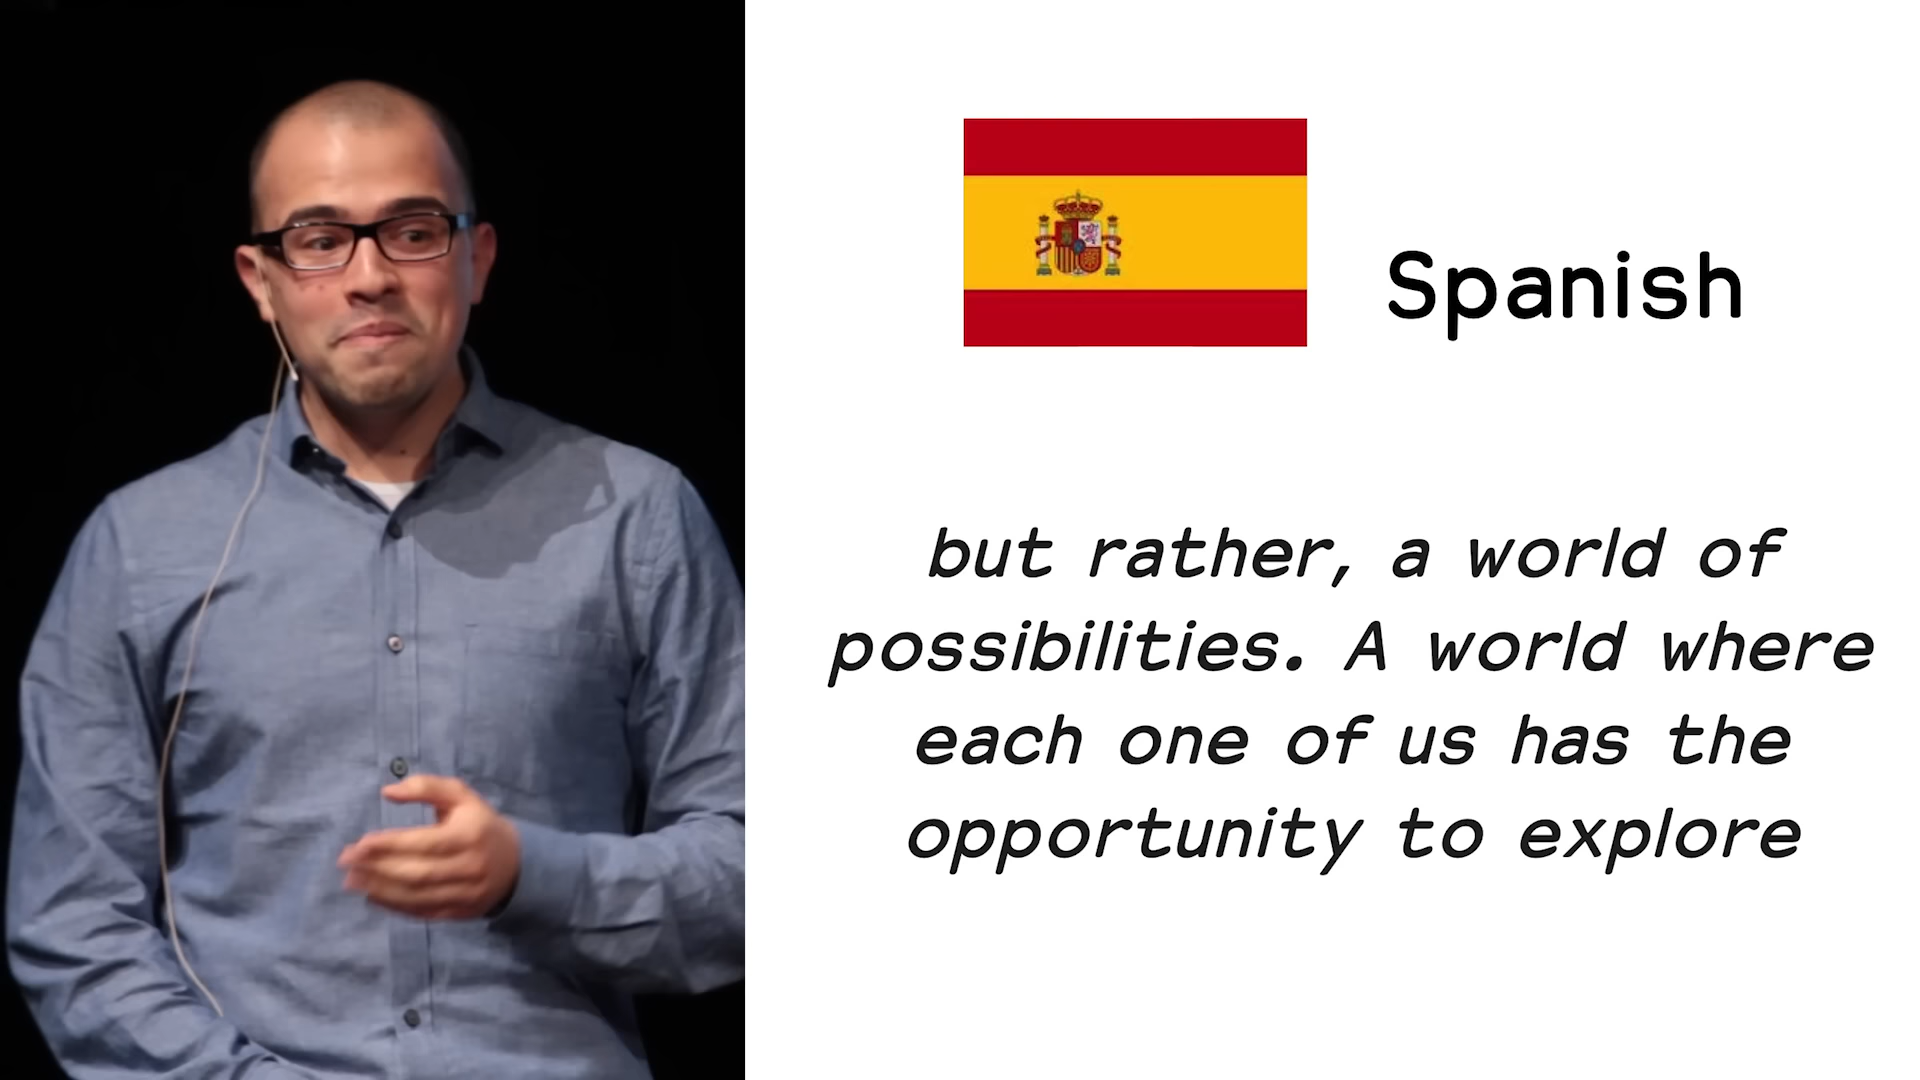 Spanish
but rather, a world of
possibilities. A world where
each one of us has the
opportunity to explore